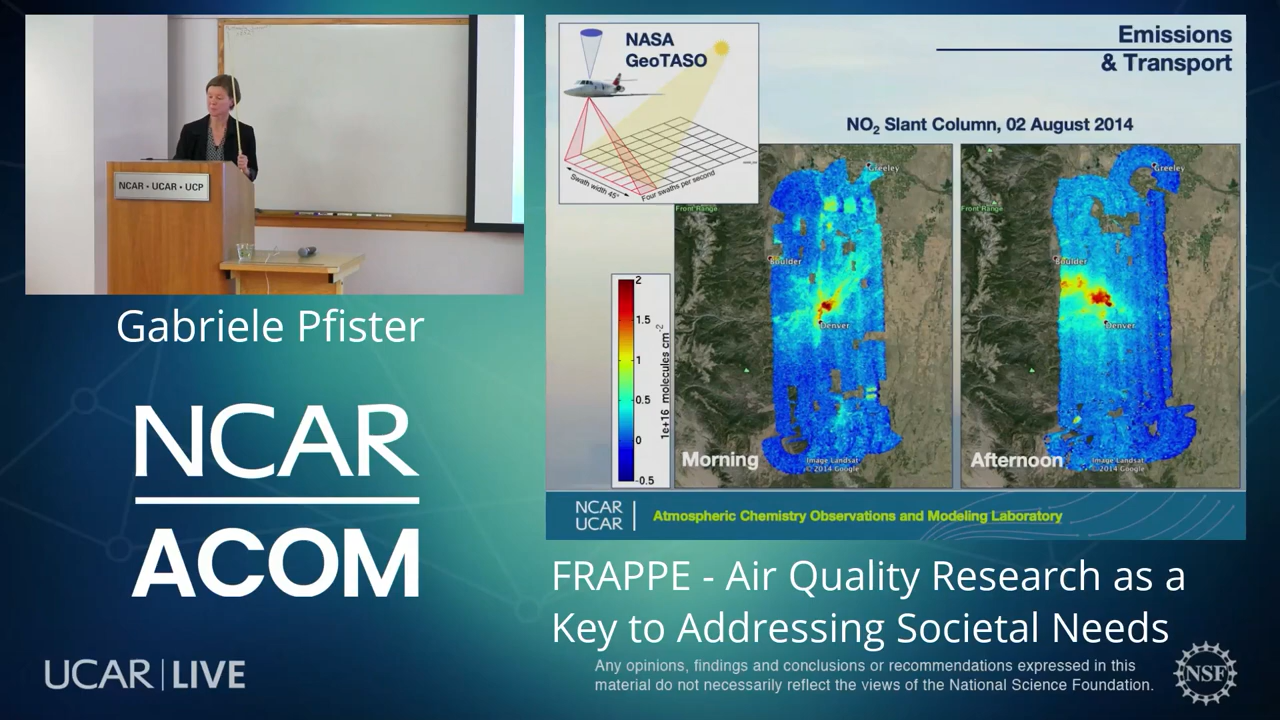 NCAR • UCAR • UCP
Gabriele Pfister
NCAR
ACOM
UCAR | LIVE
NASA
GeoTASO
Swath width 45°
Four swaths per second
Emissions
& Transport
NO₂ Slant Column, 02 August 2014
2
1.5
1
0.5
0
-0.5
1e+16 molecules cm⁻²
Greeley
Front Range
Boulder
Denver
Image Landsat
© 2014 Google
Morning
Greeley
Front Range
Boulder
Denver
Image Landsat
© 2014 Google
Afternoon
NCAR
UCAR
Atmospheric Chemistry Observations and Modeling Laboratory
FRAPPE - Air Quality Research as a
Key to Addressing Societal Needs
Any opinions, findings and conclusions or recommendations expressed in this
material do not necessarily reflect the views of the National Science Foundation.
NSF